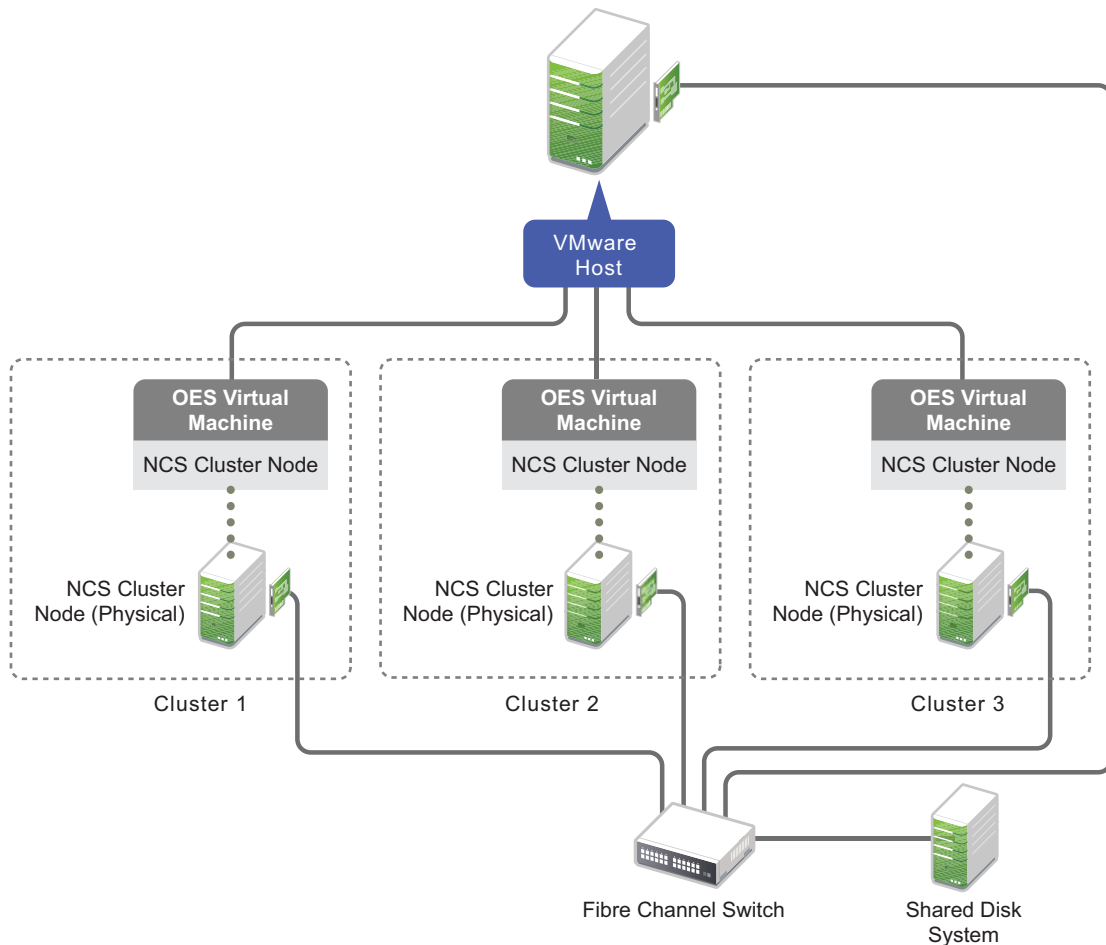 VMware
Host
OES Virtual
Machine
NCS Cluster Node
OES Virtual
Machine
NCS Cluster Node
OES Virtual
Machine
NCS Cluster Node
NCS Cluster
Node (Physical)
NCS Cluster
Node (Physical)
NCS Cluster
Node (Physical)
Cluster 1
Cluster 2
Cluster 3
Fibre Channel Switch
Shared Disk
System